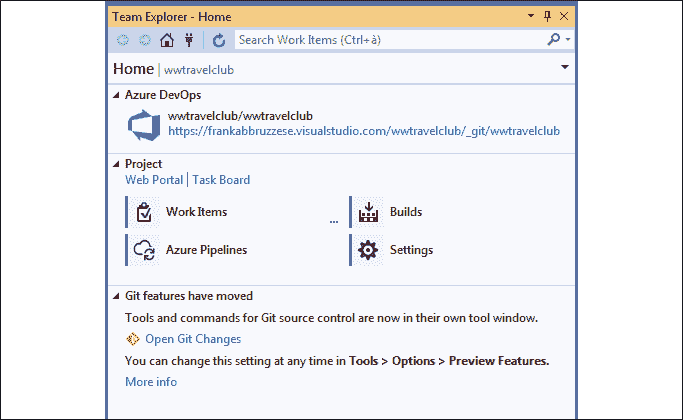 Team Explorer - Home
Search Work Items (Ctrl+à)
Home | wwtravelclub
Azure DevOps
wwtravelclub/wwtravelclub
https://frankabbruzzese.visualstudio.com/wwtravelclub/_git/wwtravelclub
Project
Web Portal | Task Board
Work Items ... Builds
Azure Pipelines Settings
Git features have moved
Tools and commands for Git source control are now in their own tool window.
Open Git Changes
You can change this setting at any time in Tools > Options > Preview Features.
More info